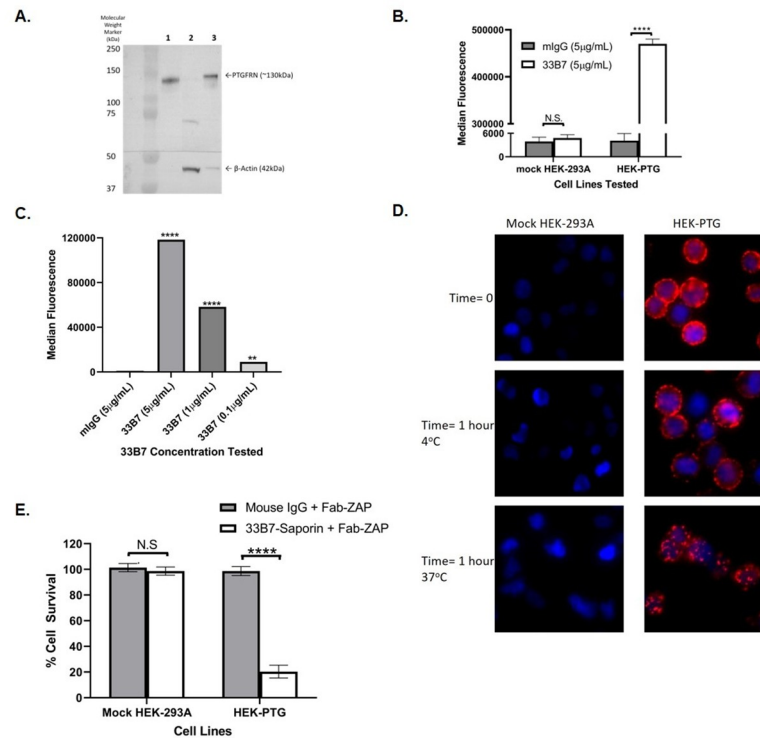 A.
Molecular
Weight
Marker
(kDa)
1 2 3
250
150
100
75
50
37
←PTGFRN (~130kDa)
←β-Actin (42kDa)
B.
****
500000
400000
300000
6000
0
Median Fluorescence
mIgG (5μg/mL)
33B7 (5μg/mL)
N.S.
mock HEK-293A HEK-PTG
Cell Lines Tested
C.
120000
80000
40000
0
Median Fluorescence
****
****
**
mIgG (5μg/mL)
33B7 (5μg/mL)
33B7 (1μg/mL)
33B7 (0.1μg/mL)
33B7 Concentration Tested
D.
Mock HEK-293A HEK-PTG
Time= 0
Time= 1 hour
4°C
Time= 1 hour
37°C
E.
Mouse IgG + Fab-ZAP
33B7-Saporin + Fab-ZAP
N.S
****
120
100
80
60
40
20
0
% Cell Survival
Mock HEK-293A HEK-PTG
Cell Lines